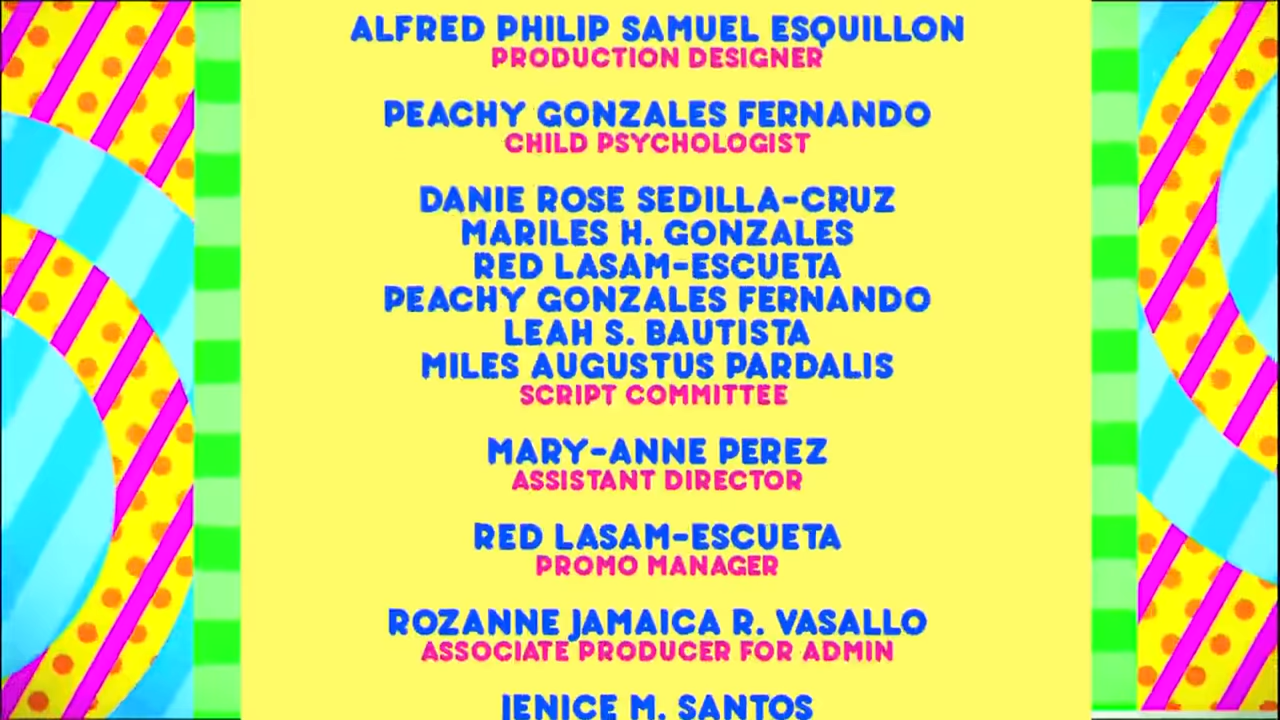 ALFRED PHILIP SAMUEL ESQUILLON
PRODUCTION DESIGNER
PEACHY GONZALES FERNANDO
CHILD PSYCHOLOGIST
DANIE ROSE SEDILLA-CRUZ
MARILES H. GONZALES
RED LASAM-ESCUETA
PEACHY GONZALES FERNANDO
LEAH S. BAUTISTA
MILES AUGUSTUS PARDALIS
SCRIPT COMMITTEE
MARY-ANNE PEREZ
ASSISTANT DIRECTOR
RED LASAM-ESCUETA
PROMO MANAGER
ROZANNE JAMAICA R. VASALLO
ASSOCIATE PRODUCER FOR ADMIN
JENICE M. SANTOS